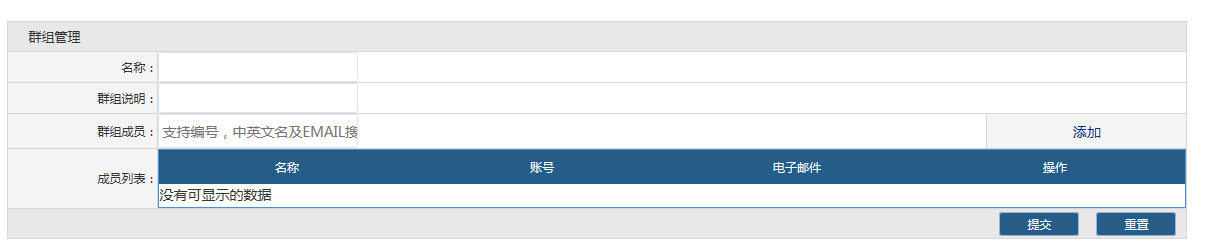 群组管理
名称：
群组说明：
群组成员： 支持编号，中英文名及EMAIL搜 添加
成员列表： 名称 账号 电子邮件 操作
没有可显示的数据
提交 重置